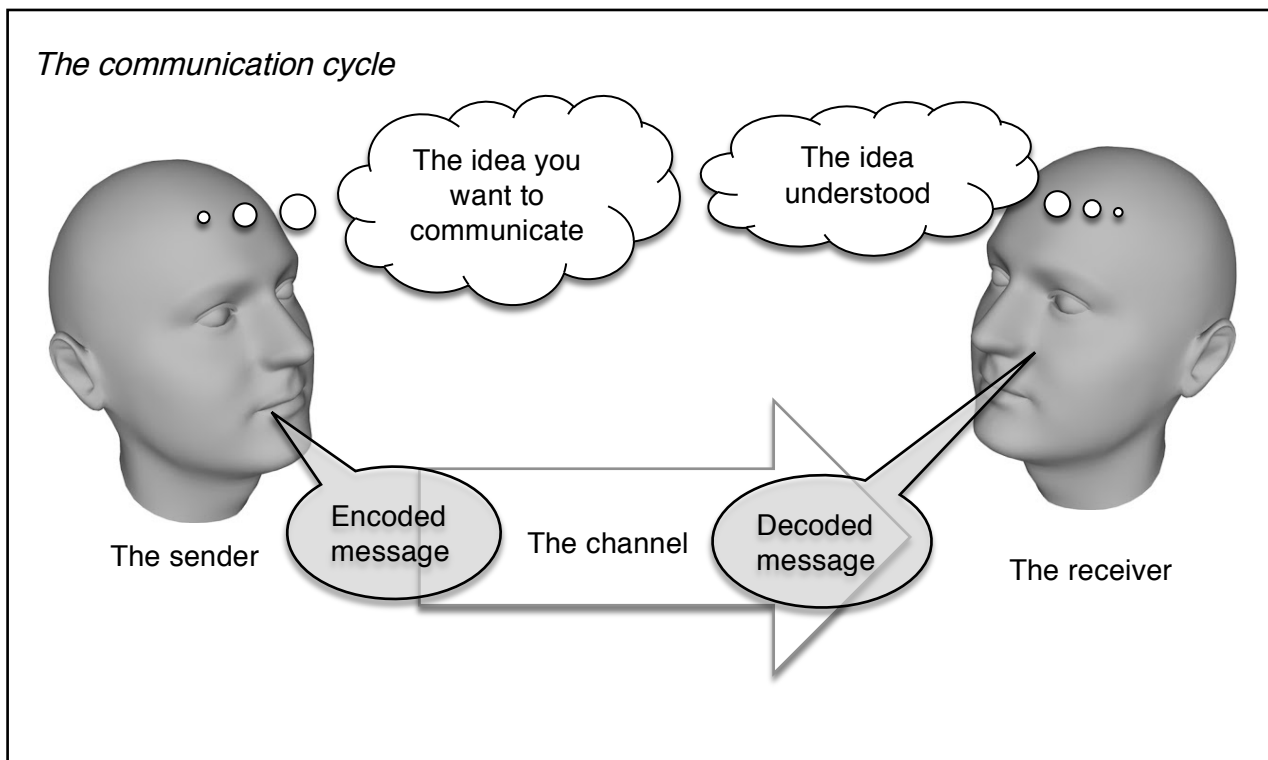 The communication cycle
The idea you
want to
communicate
The idea
understood
Encoded
message
The channel
Decoded
message
The sender
The receiver